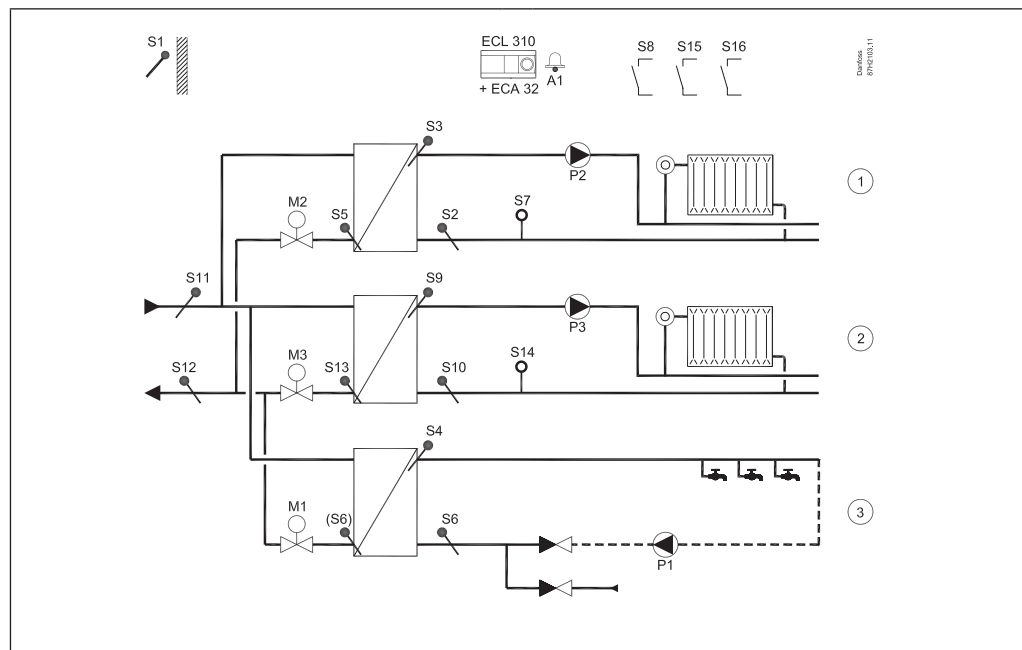 S1
ECL 310
A1
+ ECA 32
S8 S15 S16
Danfoss
87H2103.11
S3
P2
1
M2
S5
S2
S7
S11
S9
P3
2
S12
M3
S13
S10
S14
S4
M1
(S6)
S6
P1
3